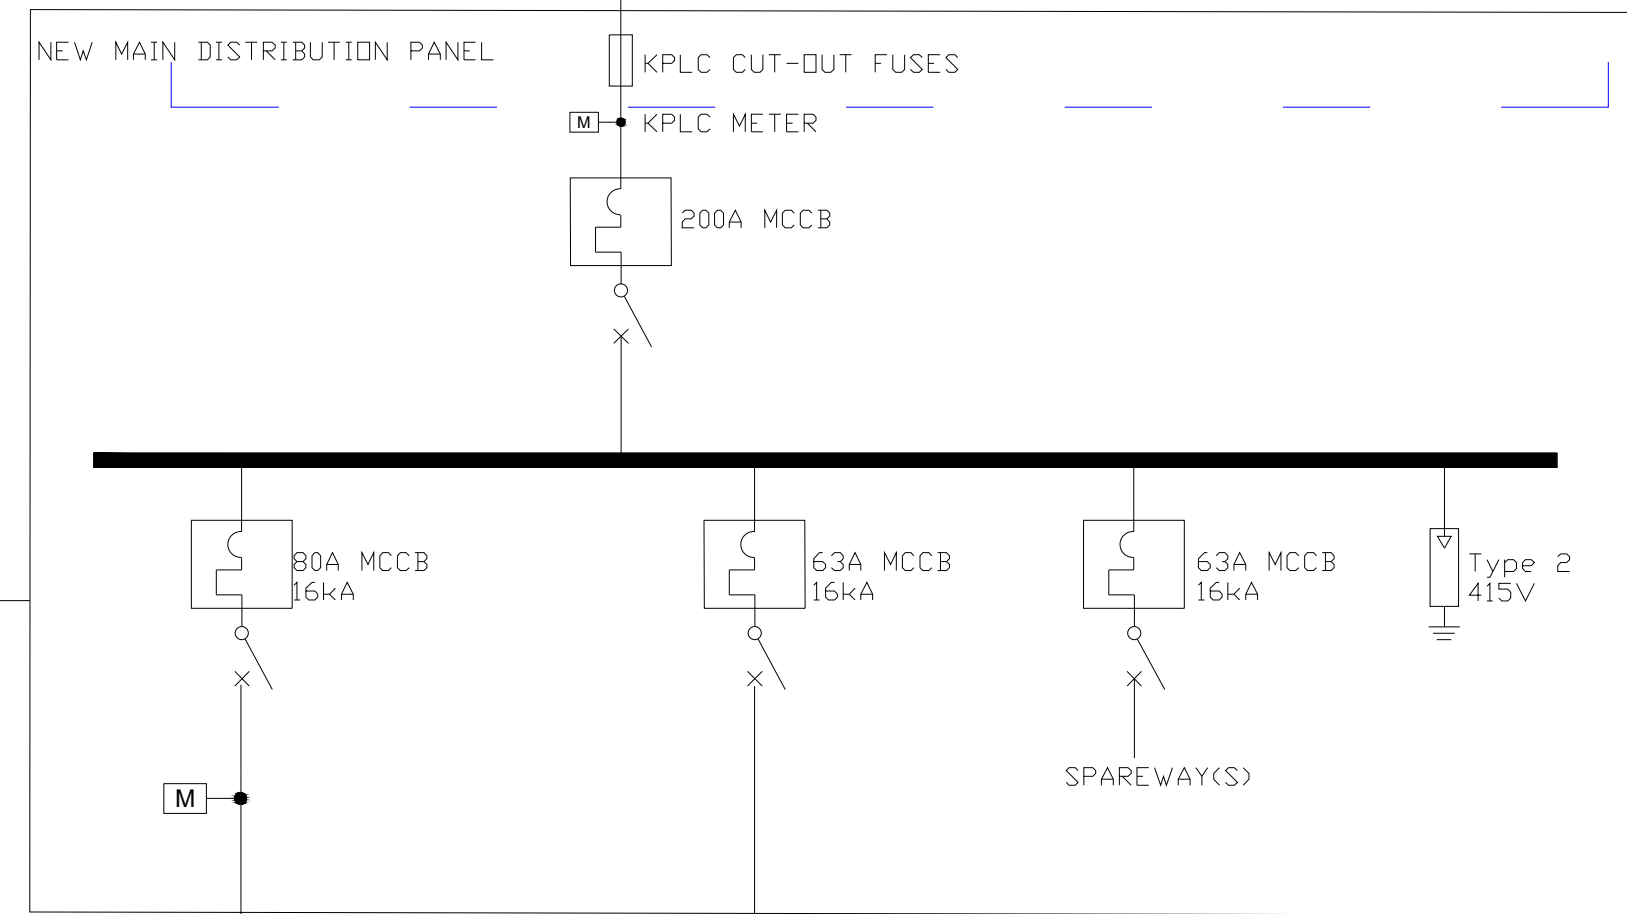 NEW MAIN DISTRIBUTION PANEL
KPLC CUT-OUT FUSES
M
KPLC METER
200A MCCB
80A MCCB
16kA
63A MCCB
16kA
63A MCCB
16kA
Type 2
415V
SPAREWAY(S)
M